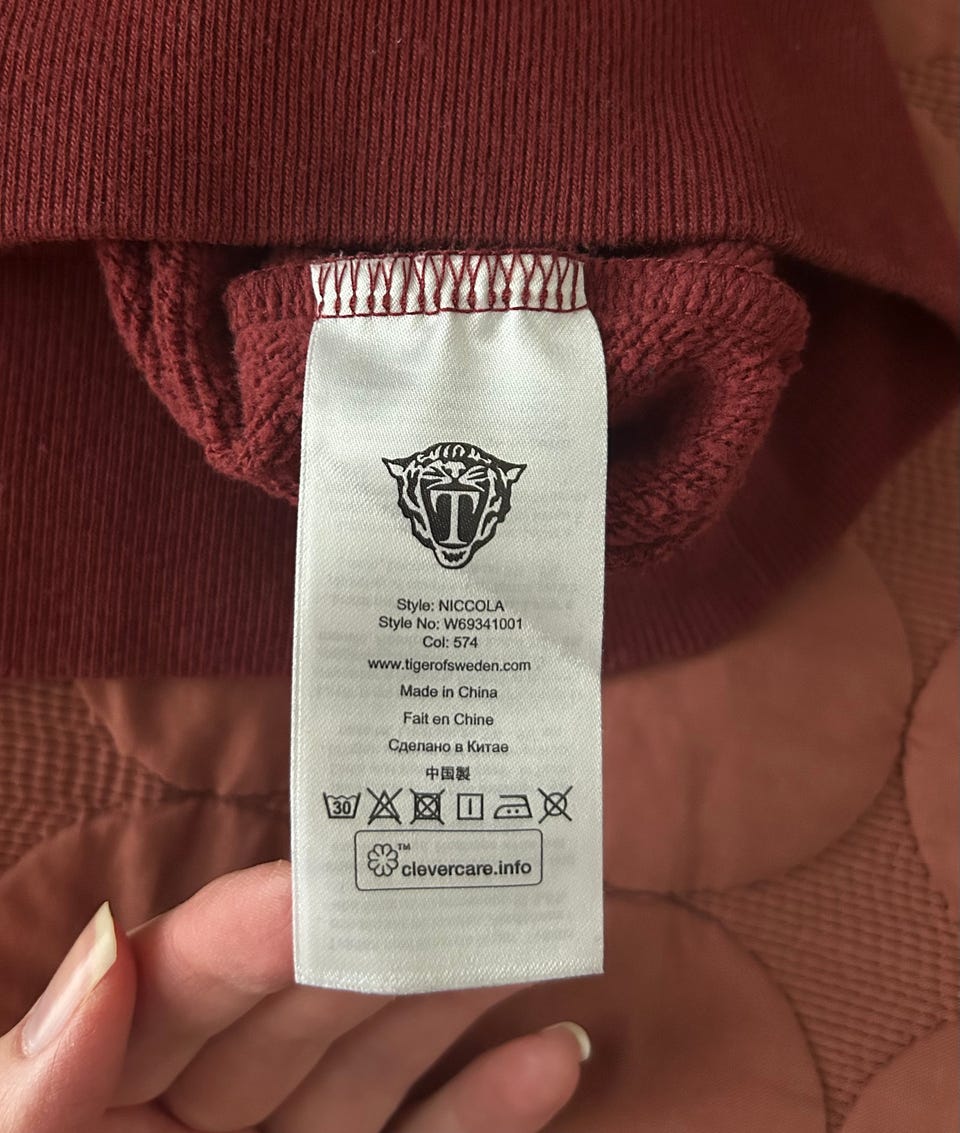 T
Style: NICCOLA
Style No: W69341001
Col: 574
www.tigerofsweden.com
Made in China
Fait en Chine
Сделано в Китае
中国製
30
TM
clevercare.info